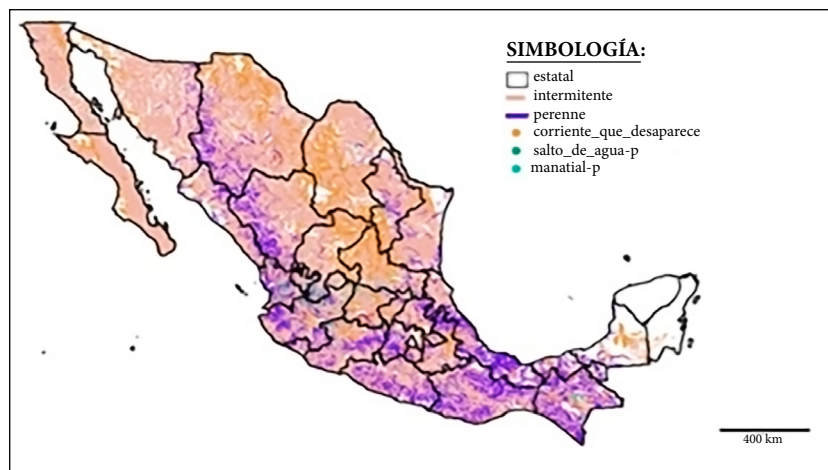 SIMBOLOGÍA:
estatal
intermitente
perenne
corriente_que_desaparece
salto_de_agua-p
manatial-p
400 km